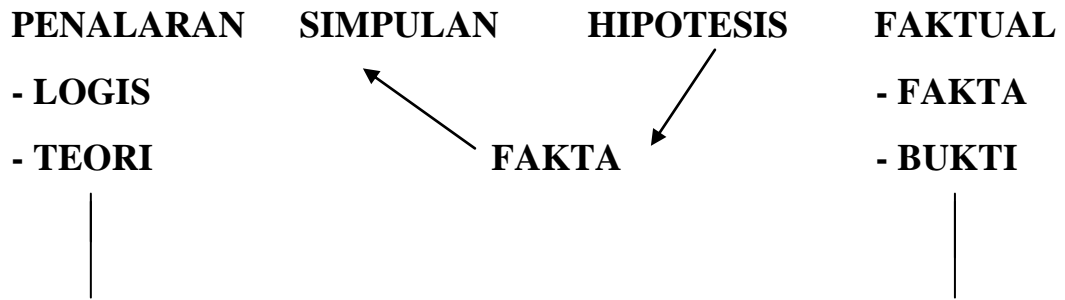 PENALARAN SIMPULAN HIPOTESIS FAKTUAL
- LOGIS - FAKTA
- TEORI FAKTA - BUKTI